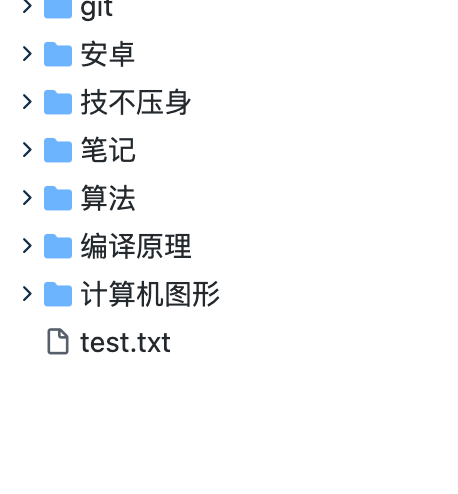 git
安卓
技不压身
笔记
算法
编译原理
计算机图形
test.txt